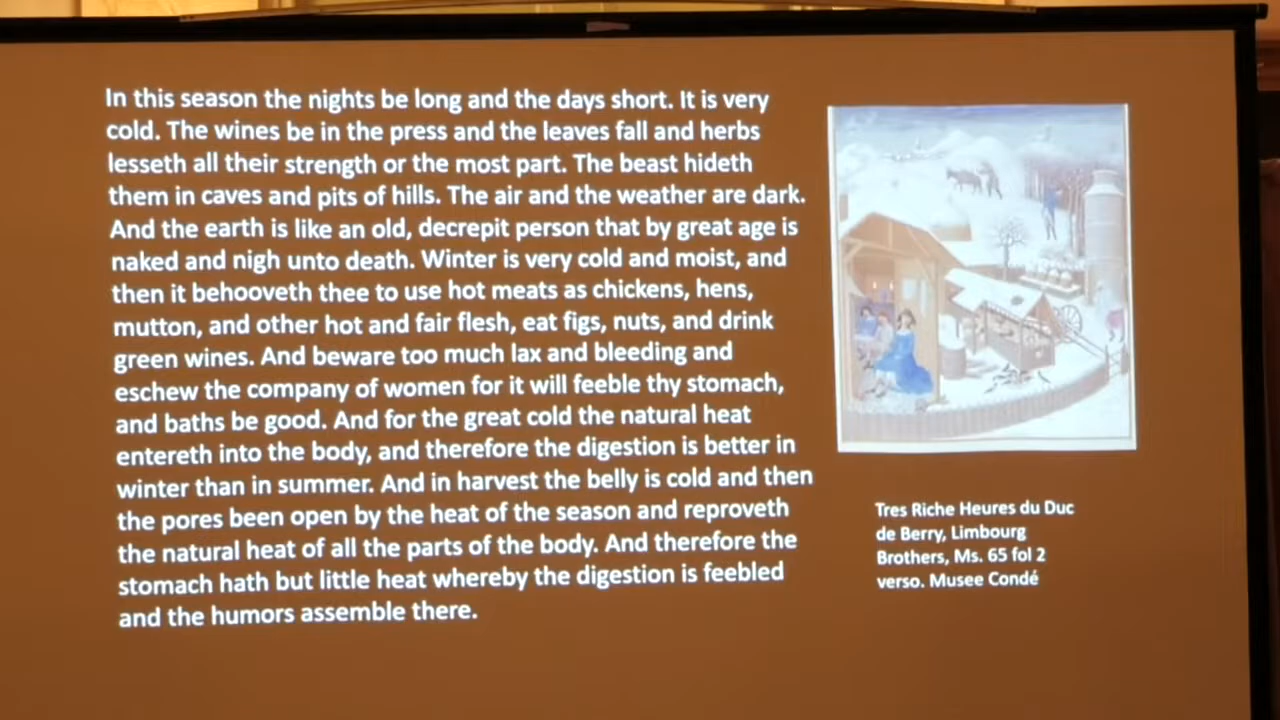 In this season the nights be long and the days short. It is very
cold. The wines be in the press and the leaves fall and herbs
lesseth all their strength or the most part. The beast hideth
them in caves and pits of hills. The air and the weather are dark.
And the earth is like an old, decrepit person that by great age is
naked and nigh unto death. Winter is very cold and moist, and
then it behooveth thee to use hot meats as chickens, hens,
mutton, and other hot and fair flesh, eat figs, nuts, and drink
green wines. And beware too much lax and bleeding and
eschew the company of women for it will feeble thy stomach,
and baths be good. And for the great cold the natural heat
entereth into the body, and therefore the digestion is better in
winter than in summer. And in harvest the belly is cold and then
the pores been open by the heat of the season and reproveth
the natural heat of all the parts of the body. And therefore the
stomach hath but little heat whereby the digestion is feebled
and the humors assemble there.
Tres Riche Heures du Duc
de Berry, Limbourg
Brothers, Ms. 65 fol 2
verso. Musee Condé